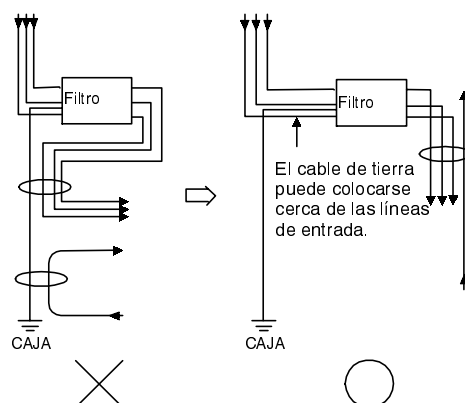 Filtro
CAJA
Filtro
El cable de tierra
puede colocarse
cerca de las líneas
de entrada.
CAJA